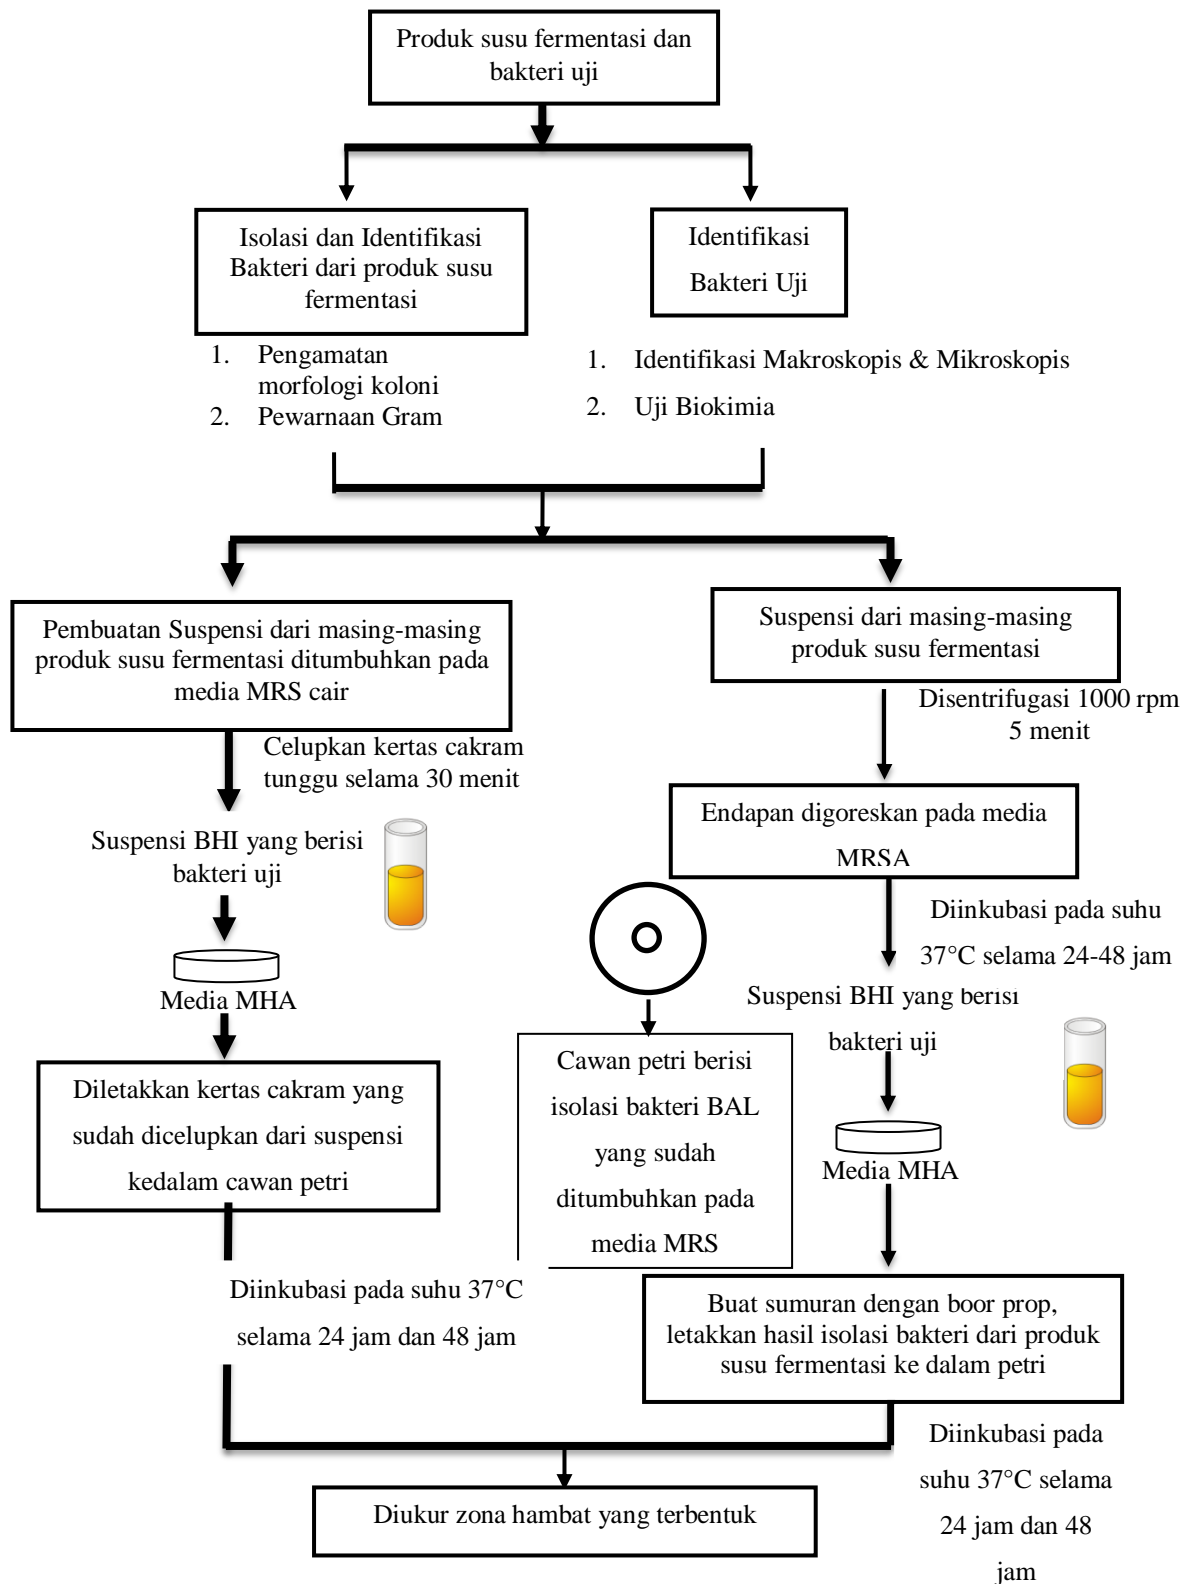 Produk susu fermentasi dan
bakteri uji
Isolasi dan Identifikasi
Bakteri dari produk susu
fermentasi
Identifikasi
Bakteri Uji
1. Pengamatan
morfologi koloni
2. Pewarnaan Gram
1. Identifikasi Makroskopis & Mikroskopis
2. Uji Biokimia
Pembuatan Suspensi dari masing-masing
produk susu fermentasi ditumbuhkan pada
media MRS cair
Celupkan kertas cakram
tunggu selama 30 menit
Suspensi BHI yang berisi
bakteri uji
Media MHA
Diletakkan kertas cakram yang
sudah dicelupkan dari suspensi
kedalam cawan petri
Diinkubasi pada suhu 37°C
selama 24 jam dan 48 jam
Suspensi dari masing-masing
produk susu fermentasi
Disentrifugasi 1000 rpm
5 menit
Endapan digoreskan pada media
MRSA
Diinkubasi pada suhu
37°C selama 24-48 jam
Cawan petri berisi
isolasi bakteri BAL
yang sudah
ditumbuhkan pada
media MRS
Suspensi BHI yang berisi
bakteri uji
Media MHA
Buat sumuran dengan boor prop,
letakkan hasil isolasi bakteri dari produk
susu fermentasi ke dalam petri
Diinkubasi pada
suhu 37°C selama
24 jam dan 48
jam
Diukur zona hambat yang terbentuk